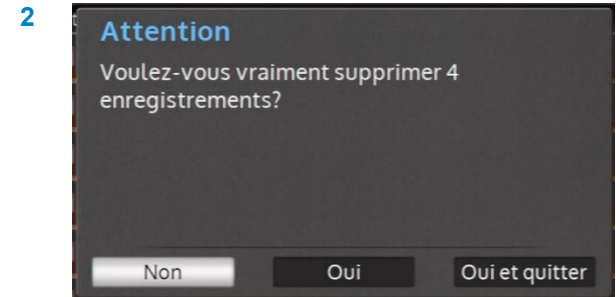 2
Attention
Voulez-vous vraiment supprimer 4
enregistrements?
Non Oui Oui et quitter